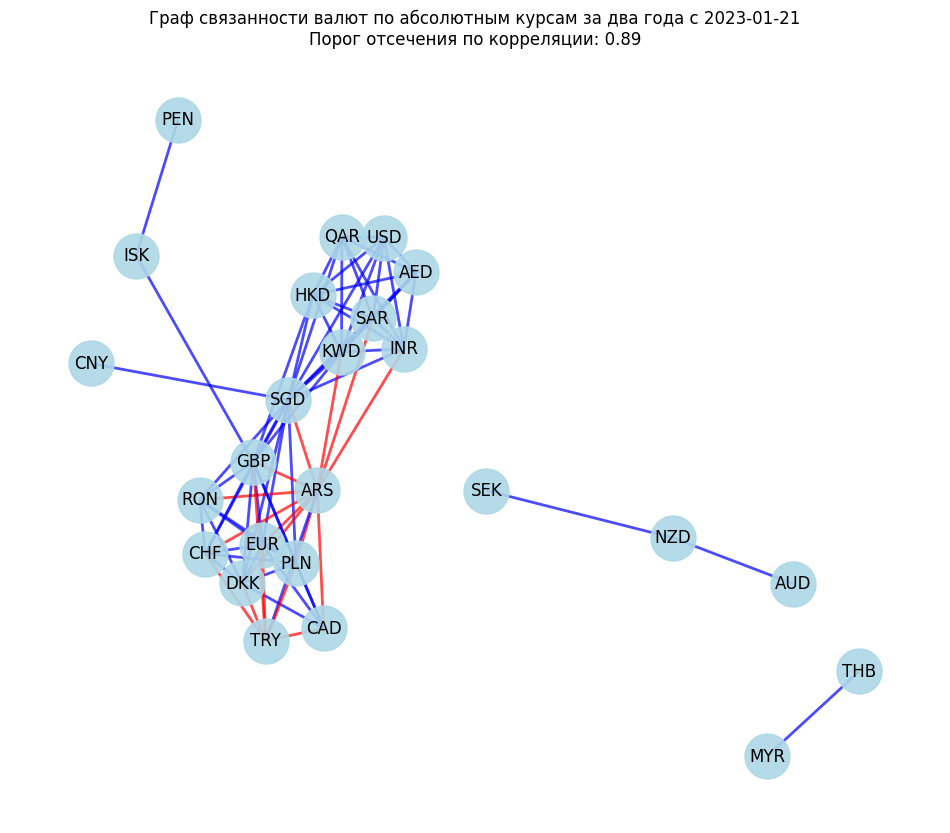 Граф связанности валют по абсолютным курсам за два года с 2023-01-21
Порог отсечения по корреляции: 0.89
PEN
QAR
USD
ISK
AED
HKD
SAR
KWD
INR
CNY
SGD
GBP
ARS
SEK
RON
NZD
EUR
CHF
PLN
DKK
AUD
CAD
TRY
THB
MYR